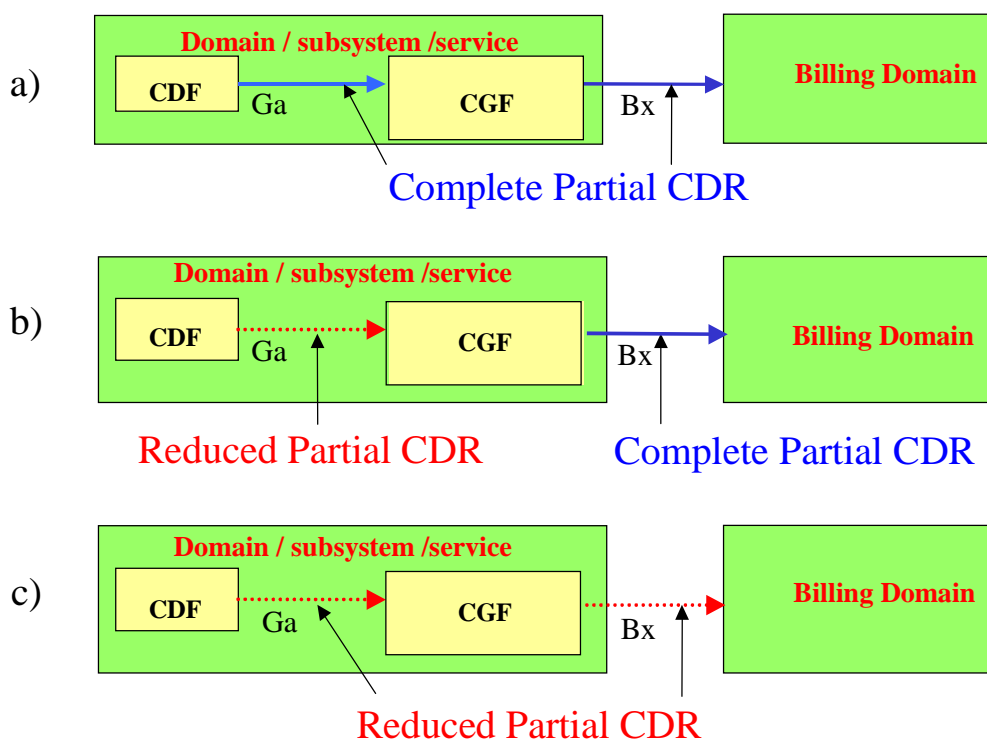 Domain / subsystem /service
a)
CDF
Ga
CGF
Bx
Billing Domain
Complete Partial CDR
Domain / subsystem /service
b)
CDF
Ga
CGF
Bx
Billing Domain
Reduced Partial CDR
Complete Partial CDR
Domain / subsystem /service
c)
CDF
Ga
CGF
Bx
Billing Domain
Reduced Partial CDR